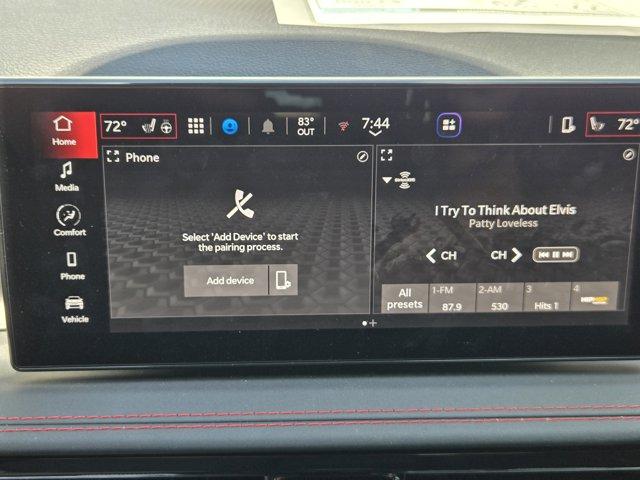 72°
83°
OUT
7:44
72°
Home
Media
Comfort
Phone
Vehicle
Phone
Select 'Add Device' to start
the pairing process.
Add device
I Try To Think About Elvis
Patty Loveless
CH
CH
All
presets
1-FM
87.9
2-AM
530
3
Hits 1
4